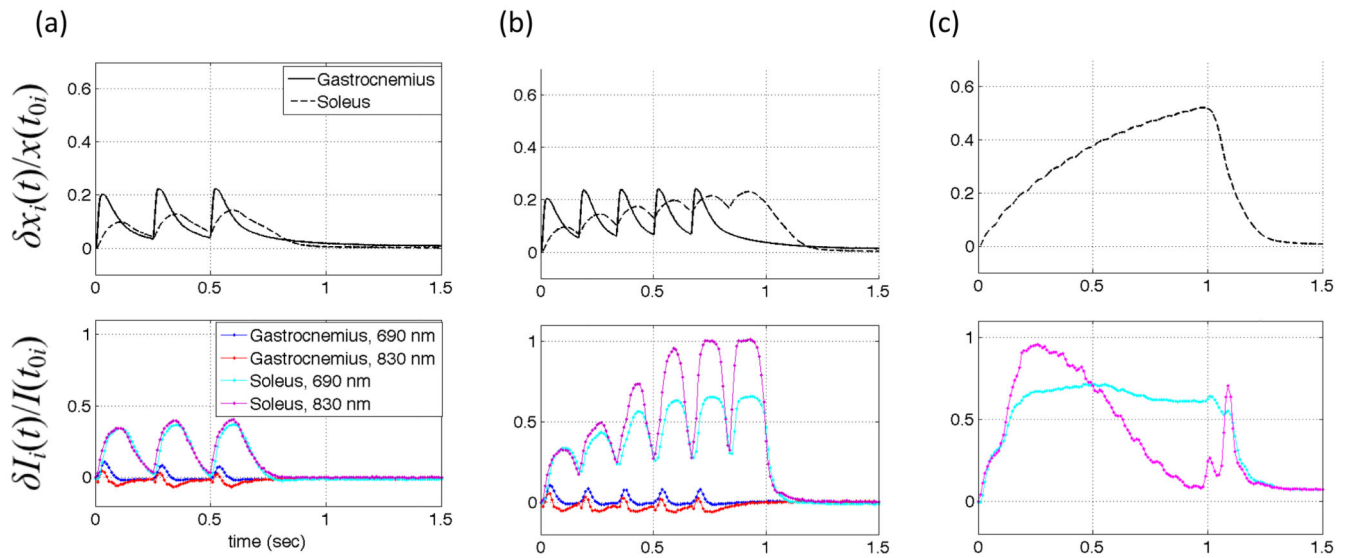 (a)
(b)
(c)
δxᵢ(t)/x(t₀ᵢ)
0.6
0.4
0.2
0
Gastrocnemius
Soleus
0 0.5 1 1.5
0.6
0.4
0.2
0
0 0.5 1 1.5
0.6
0.4
0.2
0
0 0.5 1 1.5
δIᵢ(t)/I(t₀ᵢ)
1
0.5
0
Gastrocnemius, 690 nm
Gastrocnemius, 830 nm
Soleus, 690 nm
Soleus, 830 nm
0 0.5 1 1.5
time (sec)
1
0.5
0
0 0.5 1 1.5
1
0.5
0
0 0.5 1 1.5